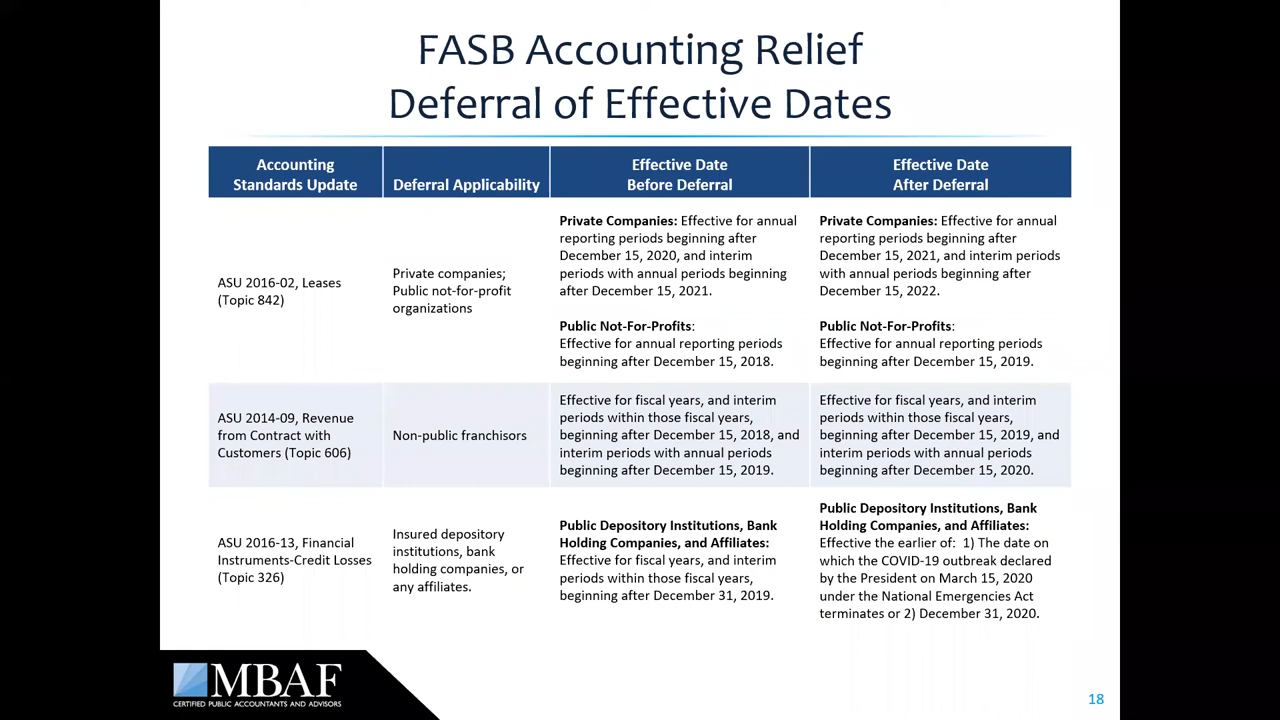 FASB Accounting Relief
Deferral of Effective Dates
Accounting
Standards Update
Deferral Applicability
Effective Date
Before Deferral
Effective Date
After Deferral
ASU 2016-02, Leases
(Topic 842)
Private companies;
Public not-for-profit
organizations
Private Companies: Effective for annual
reporting periods beginning after
December 15, 2020, and interim
periods with annual periods beginning
after December 15, 2021.
Public Not-For-Profits:
Effective for annual reporting periods
beginning after December 15, 2018.
Private Companies: Effective for annual
reporting periods beginning after
December 15, 2021, and interim periods
with annual periods beginning after
December 15, 2022.
Public Not-For-Profits:
Effective for annual reporting periods
beginning after December 15, 2019.
ASU 2014-09, Revenue
from Contract with
Customers (Topic 606)
Non-public franchisors
Effective for fiscal years, and interim
periods within those fiscal years,
beginning after December 15, 2018, and
interim periods with annual periods
beginning after December 15, 2019.
Effective for fiscal years, and interim
periods within those fiscal years,
beginning after December 15, 2019, and
interim periods with annual periods
beginning after December 15, 2020.
ASU 2016-13, Financial
Instruments-Credit Losses
(Topic 326)
Insured depository
institutions, bank
holding companies, or
any affiliates.
Public Depository Institutions, Bank
Holding Companies, and Affiliates:
Effective for fiscal years, and interim
periods within those fiscal years,
beginning after December 31, 2019.
Public Depository Institutions, Bank
Holding Companies, and Affiliates:
Effective the earlier of: 1) The date on
which the COVID-19 outbreak declared
by the President on March 15, 2020
under the National Emergencies Act
terminates or 2) December 31, 2020.
MBAF
CERTIFIED PUBLIC ACCOUNTANTS AND ADVISORS
18